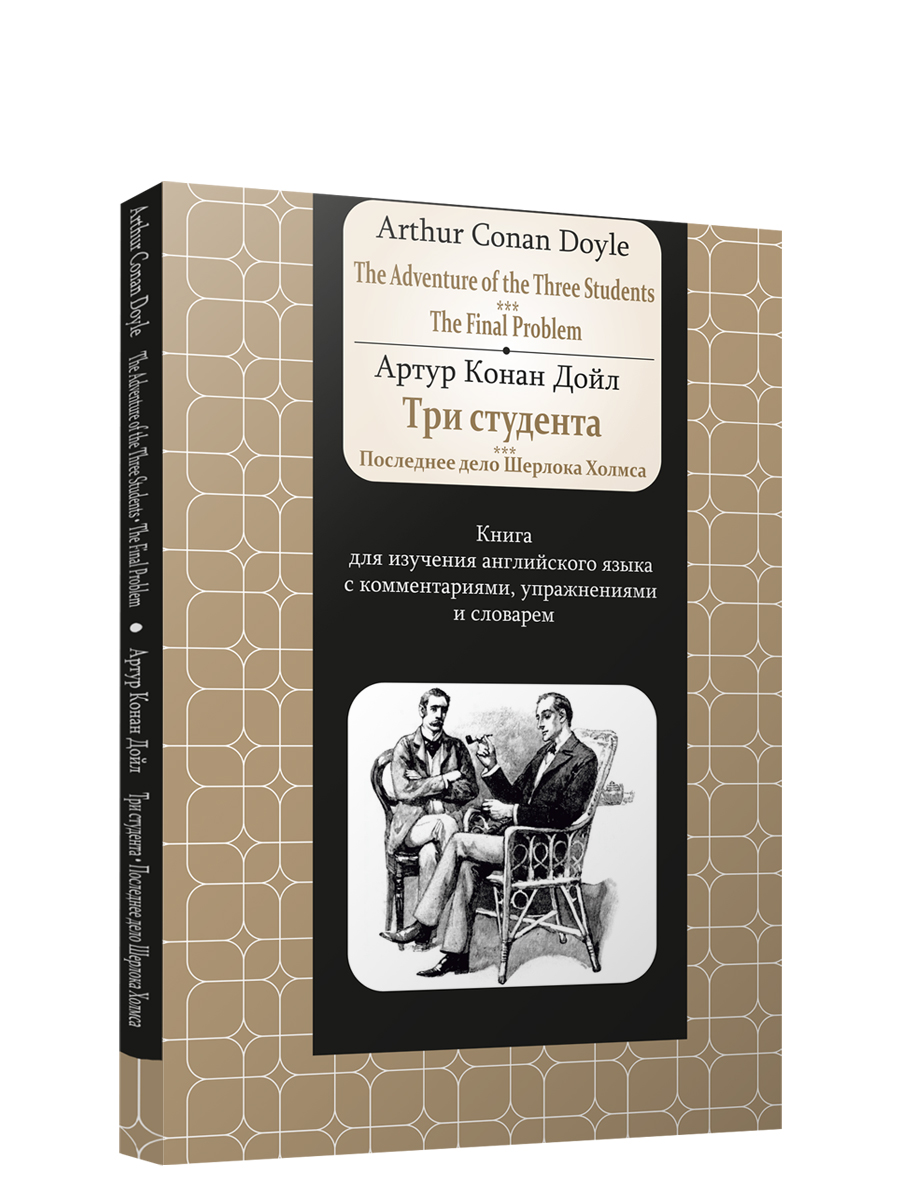 Arthur Conan Doyle
The Adventure of the Three Students
***
The Final Problem
Артур Конан Дойл
Три студента
***
Последнее дело Шерлока Холмса
Книга
для изучения английского языка
с комментариями, упражнениями
и словарем
Arthur Conan Doyle The Adventure of the Three Students • The Final Problem • Артур Конан Дойл Три студента • Последнее дело Шерлока Холмса